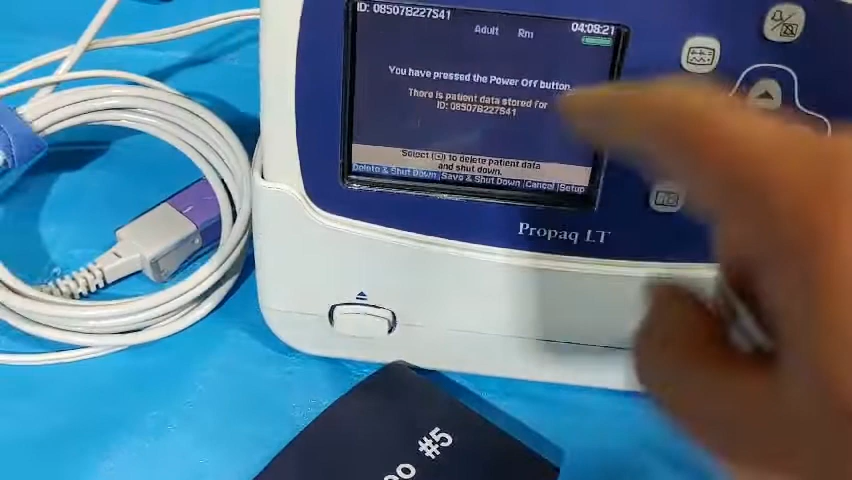 ID: 08507B227S41
Adult Rm 04:08:21
You have pressed the Power Off button.
There is patient data stored for
ID: 08507B227S41
Select to delete patient data
and shut down.
Delete & Shut Down Save & Shut Down Cancel Setup
Propaq LT
#5